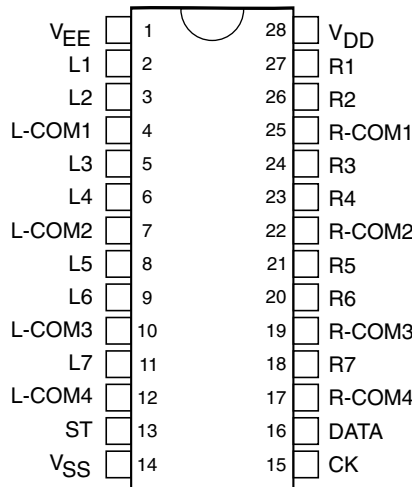 VEE 1 28 VDD
L1 2 27 R1
L2 3 26 R2
L-COM1 4 25 R-COM1
L3 5 24 R3
L4 6 23 R4
L-COM2 7 22 R-COM2
L5 8 21 R5
L6 9 20 R6
L-COM3 10 19 R-COM3
L7 11 18 R7
L-COM4 12 17 R-COM4
ST 13 16 DATA
VSS 14 15 CK